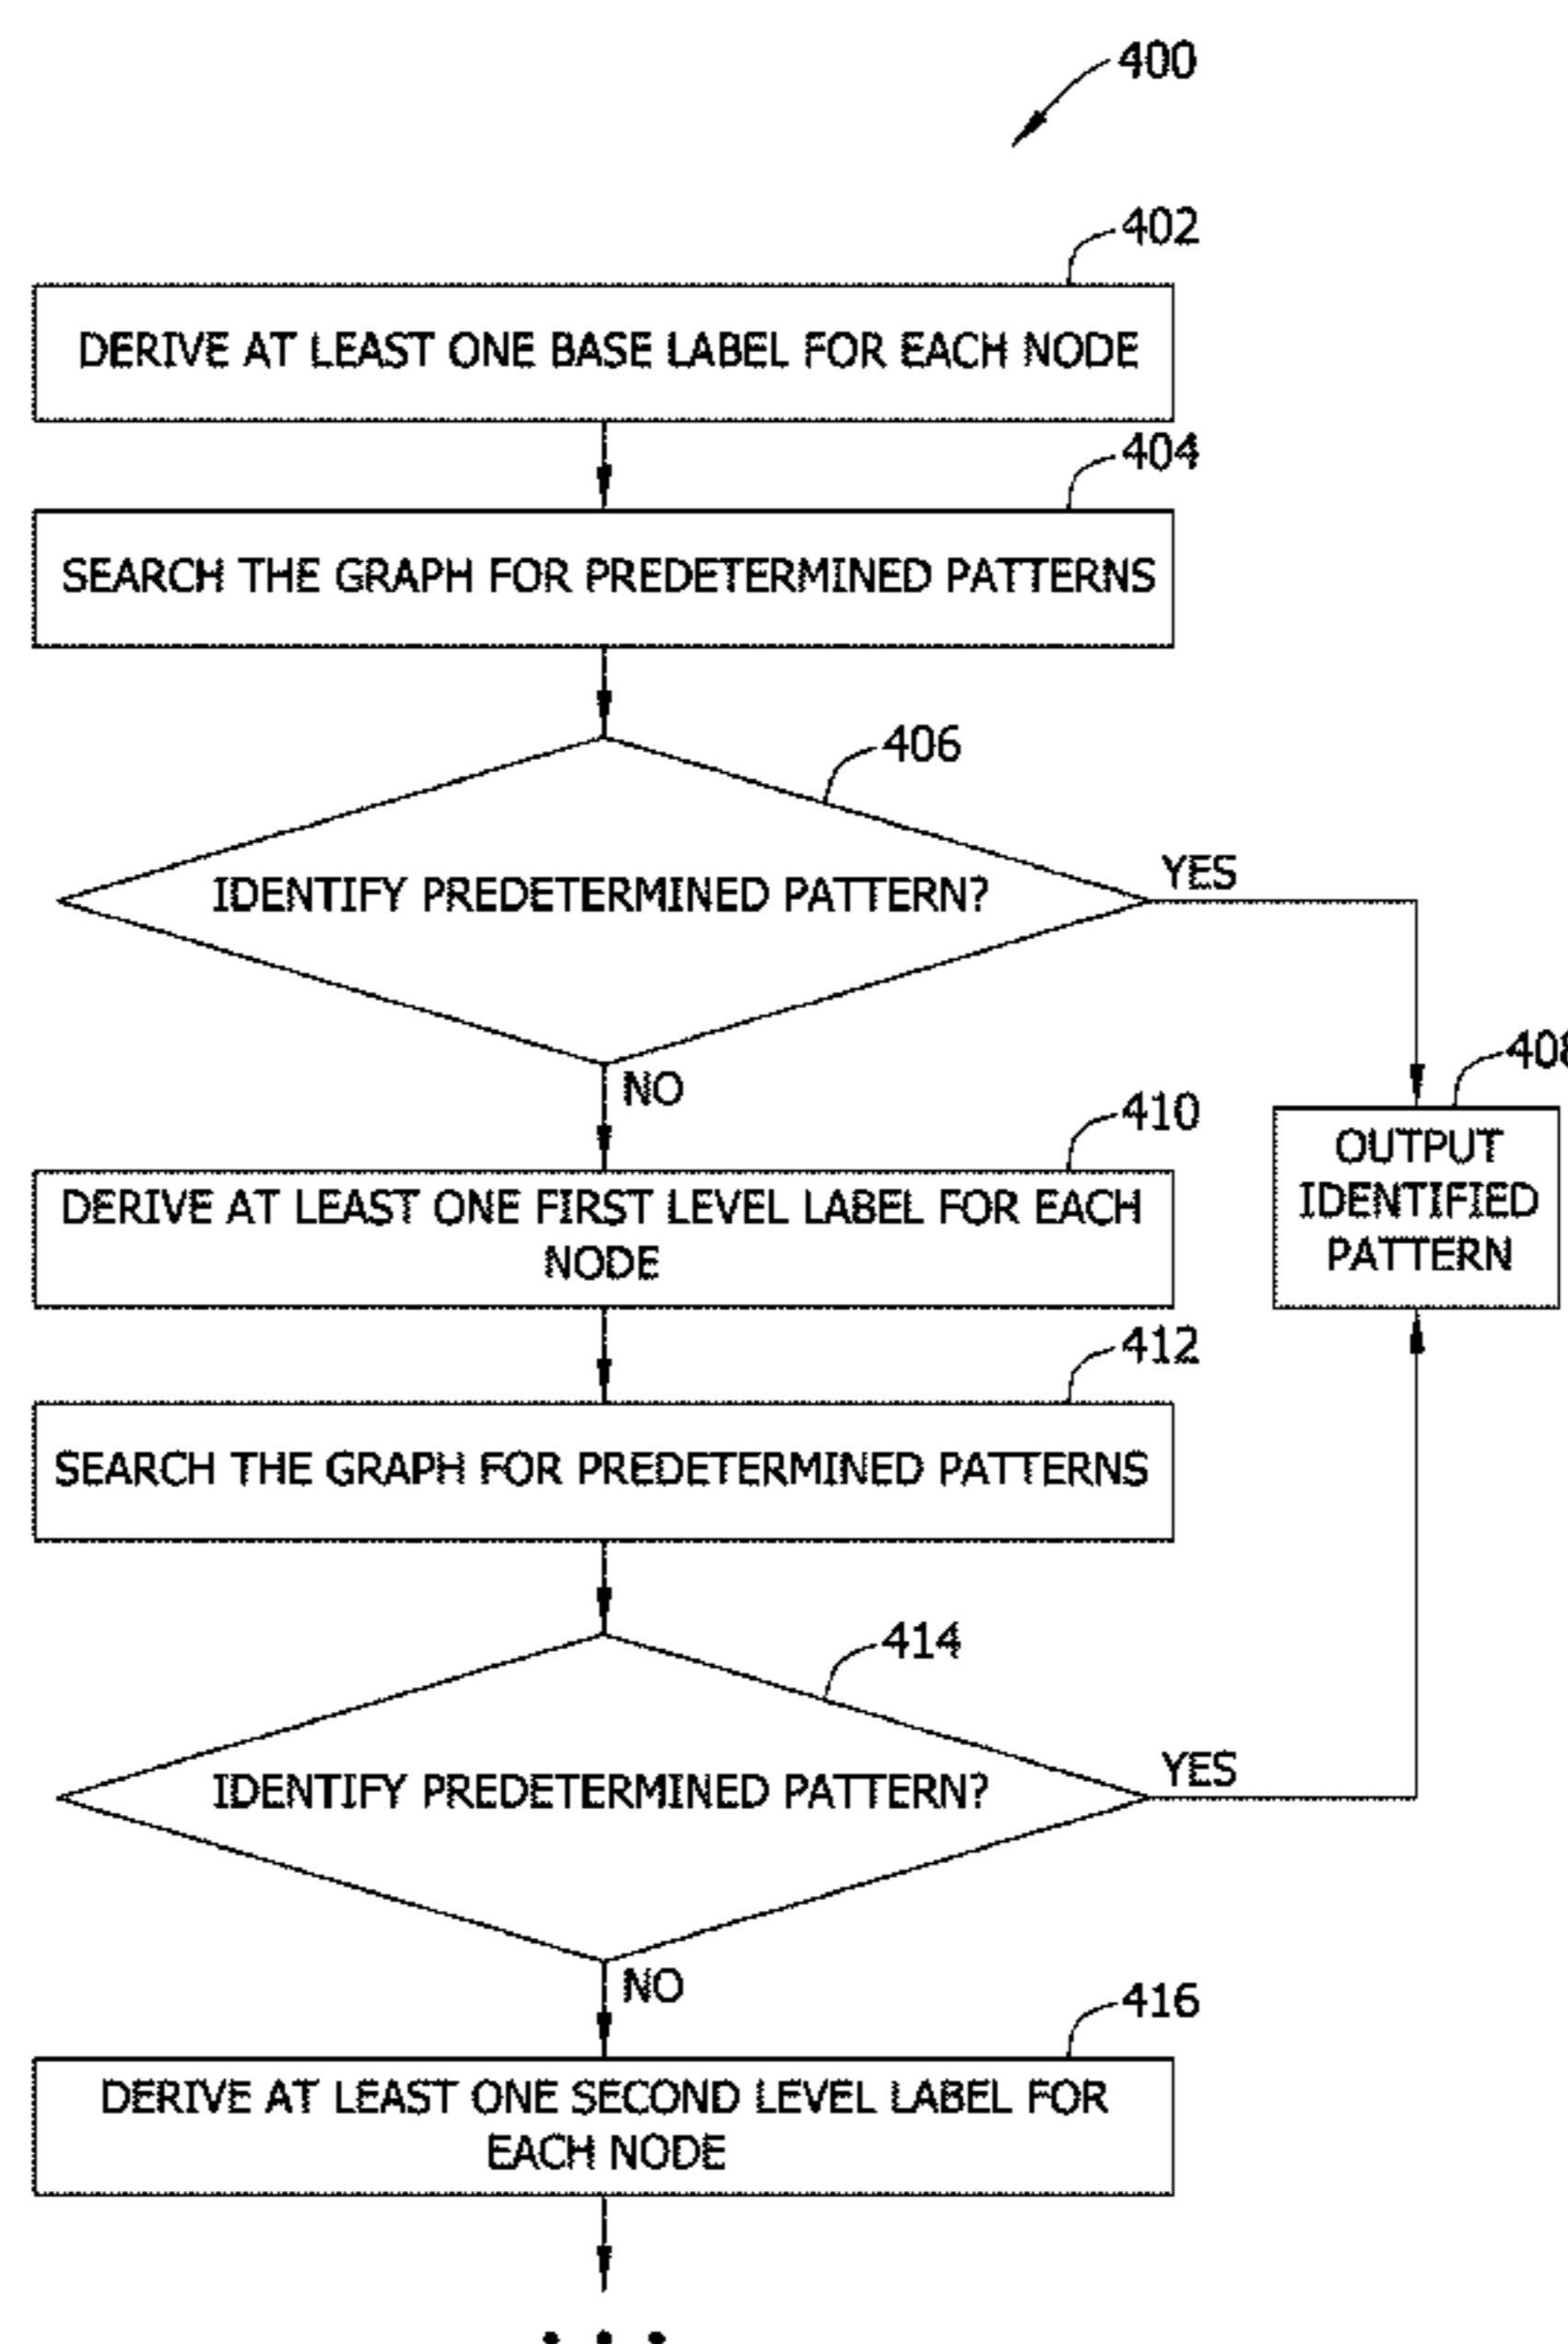 400
402
DERIVE AT LEAST ONE BASE LABEL FOR EACH NODE
404
SEARCH THE GRAPH FOR PREDETERMINED PATTERNS
406
IDENTIFY PREDETERMINED PATTERN?
YES
NO
408
OUTPUT
IDENTIFIED
PATTERN
410
DERIVE AT LEAST ONE FIRST LEVEL LABEL FOR EACH
NODE
412
SEARCH THE GRAPH FOR PREDETERMINED PATTERNS
414
IDENTIFY PREDETERMINED PATTERN?
YES
NO
416
DERIVE AT LEAST ONE SECOND LEVEL LABEL FOR
EACH NODE
• • •